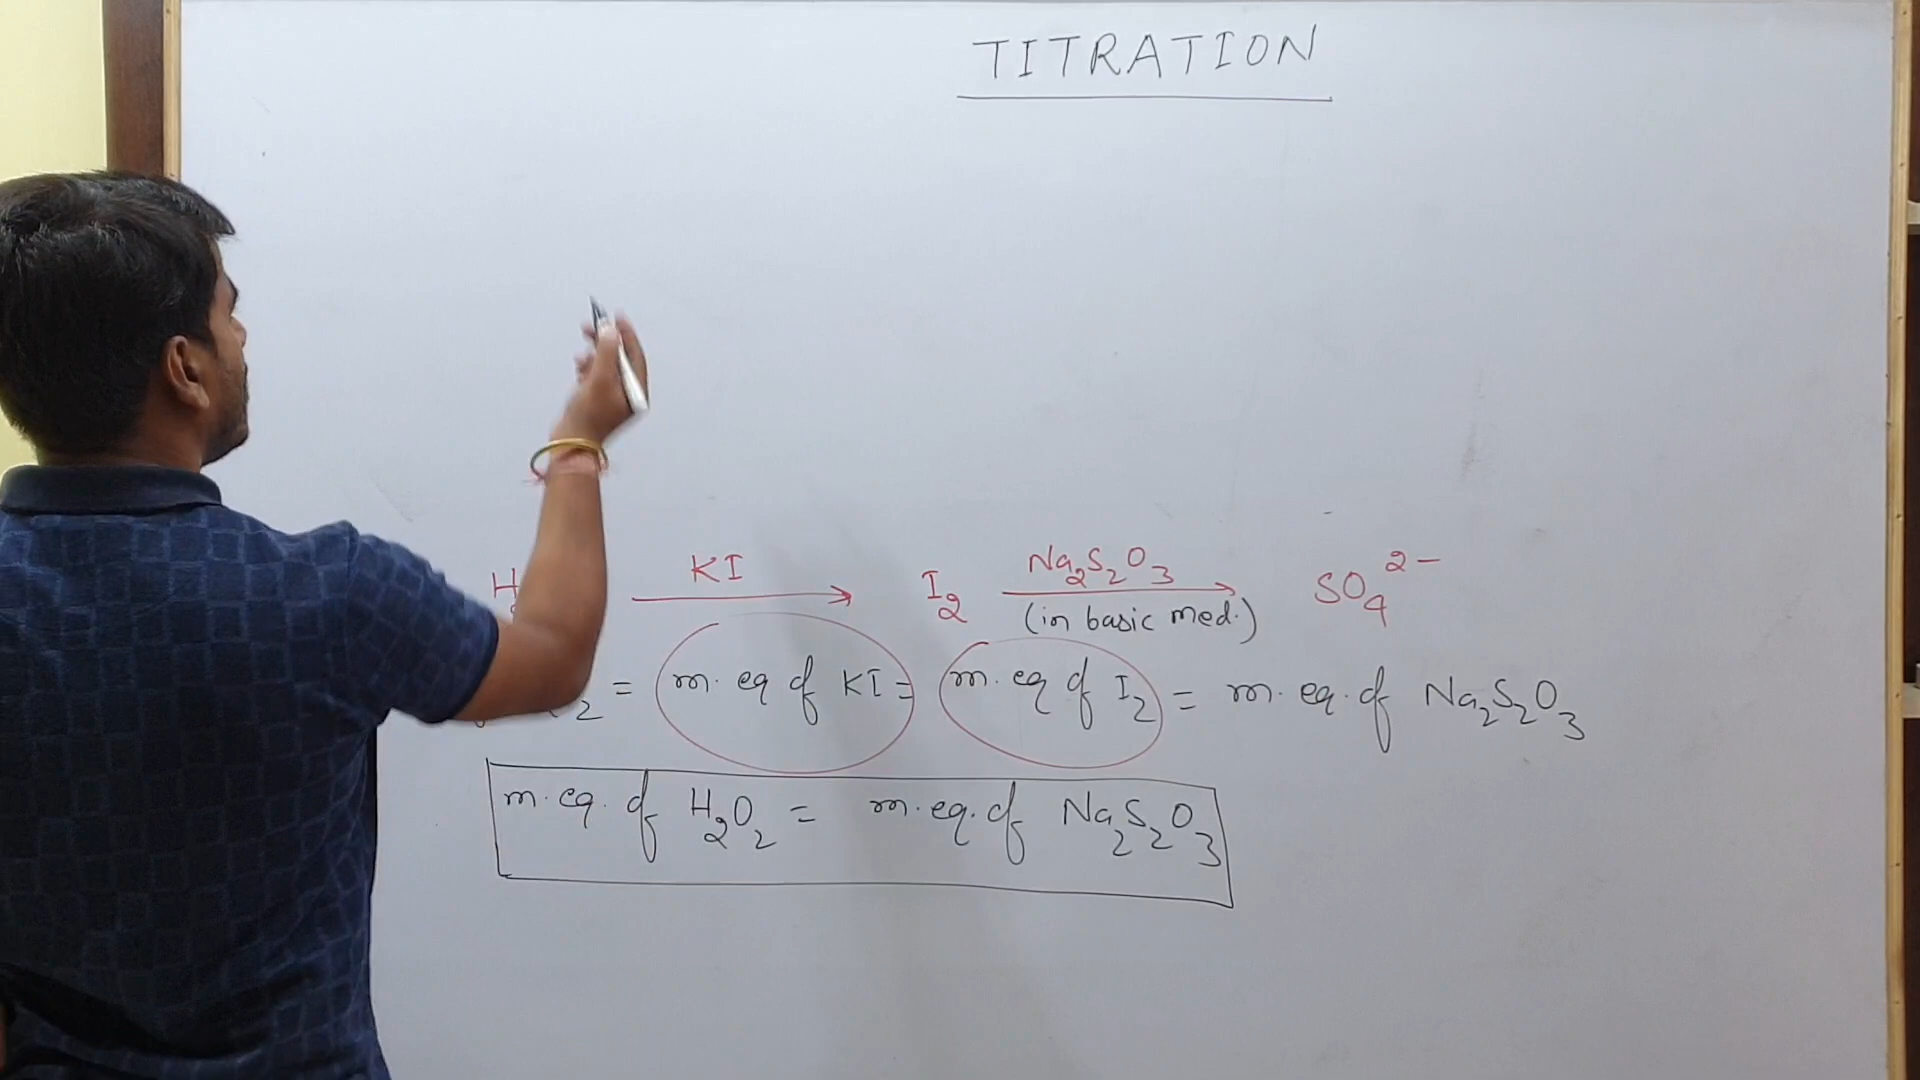 TITRATION
H KI → I₂ Na₂S₂O₃ → SO₄²⁻
(in basic med.)
₂ = m. eq of KI = m. eq of I₂ = m. eq. of Na₂S₂O₃
m. eq. of H₂O₂ = m. eq. of Na₂S₂O₃